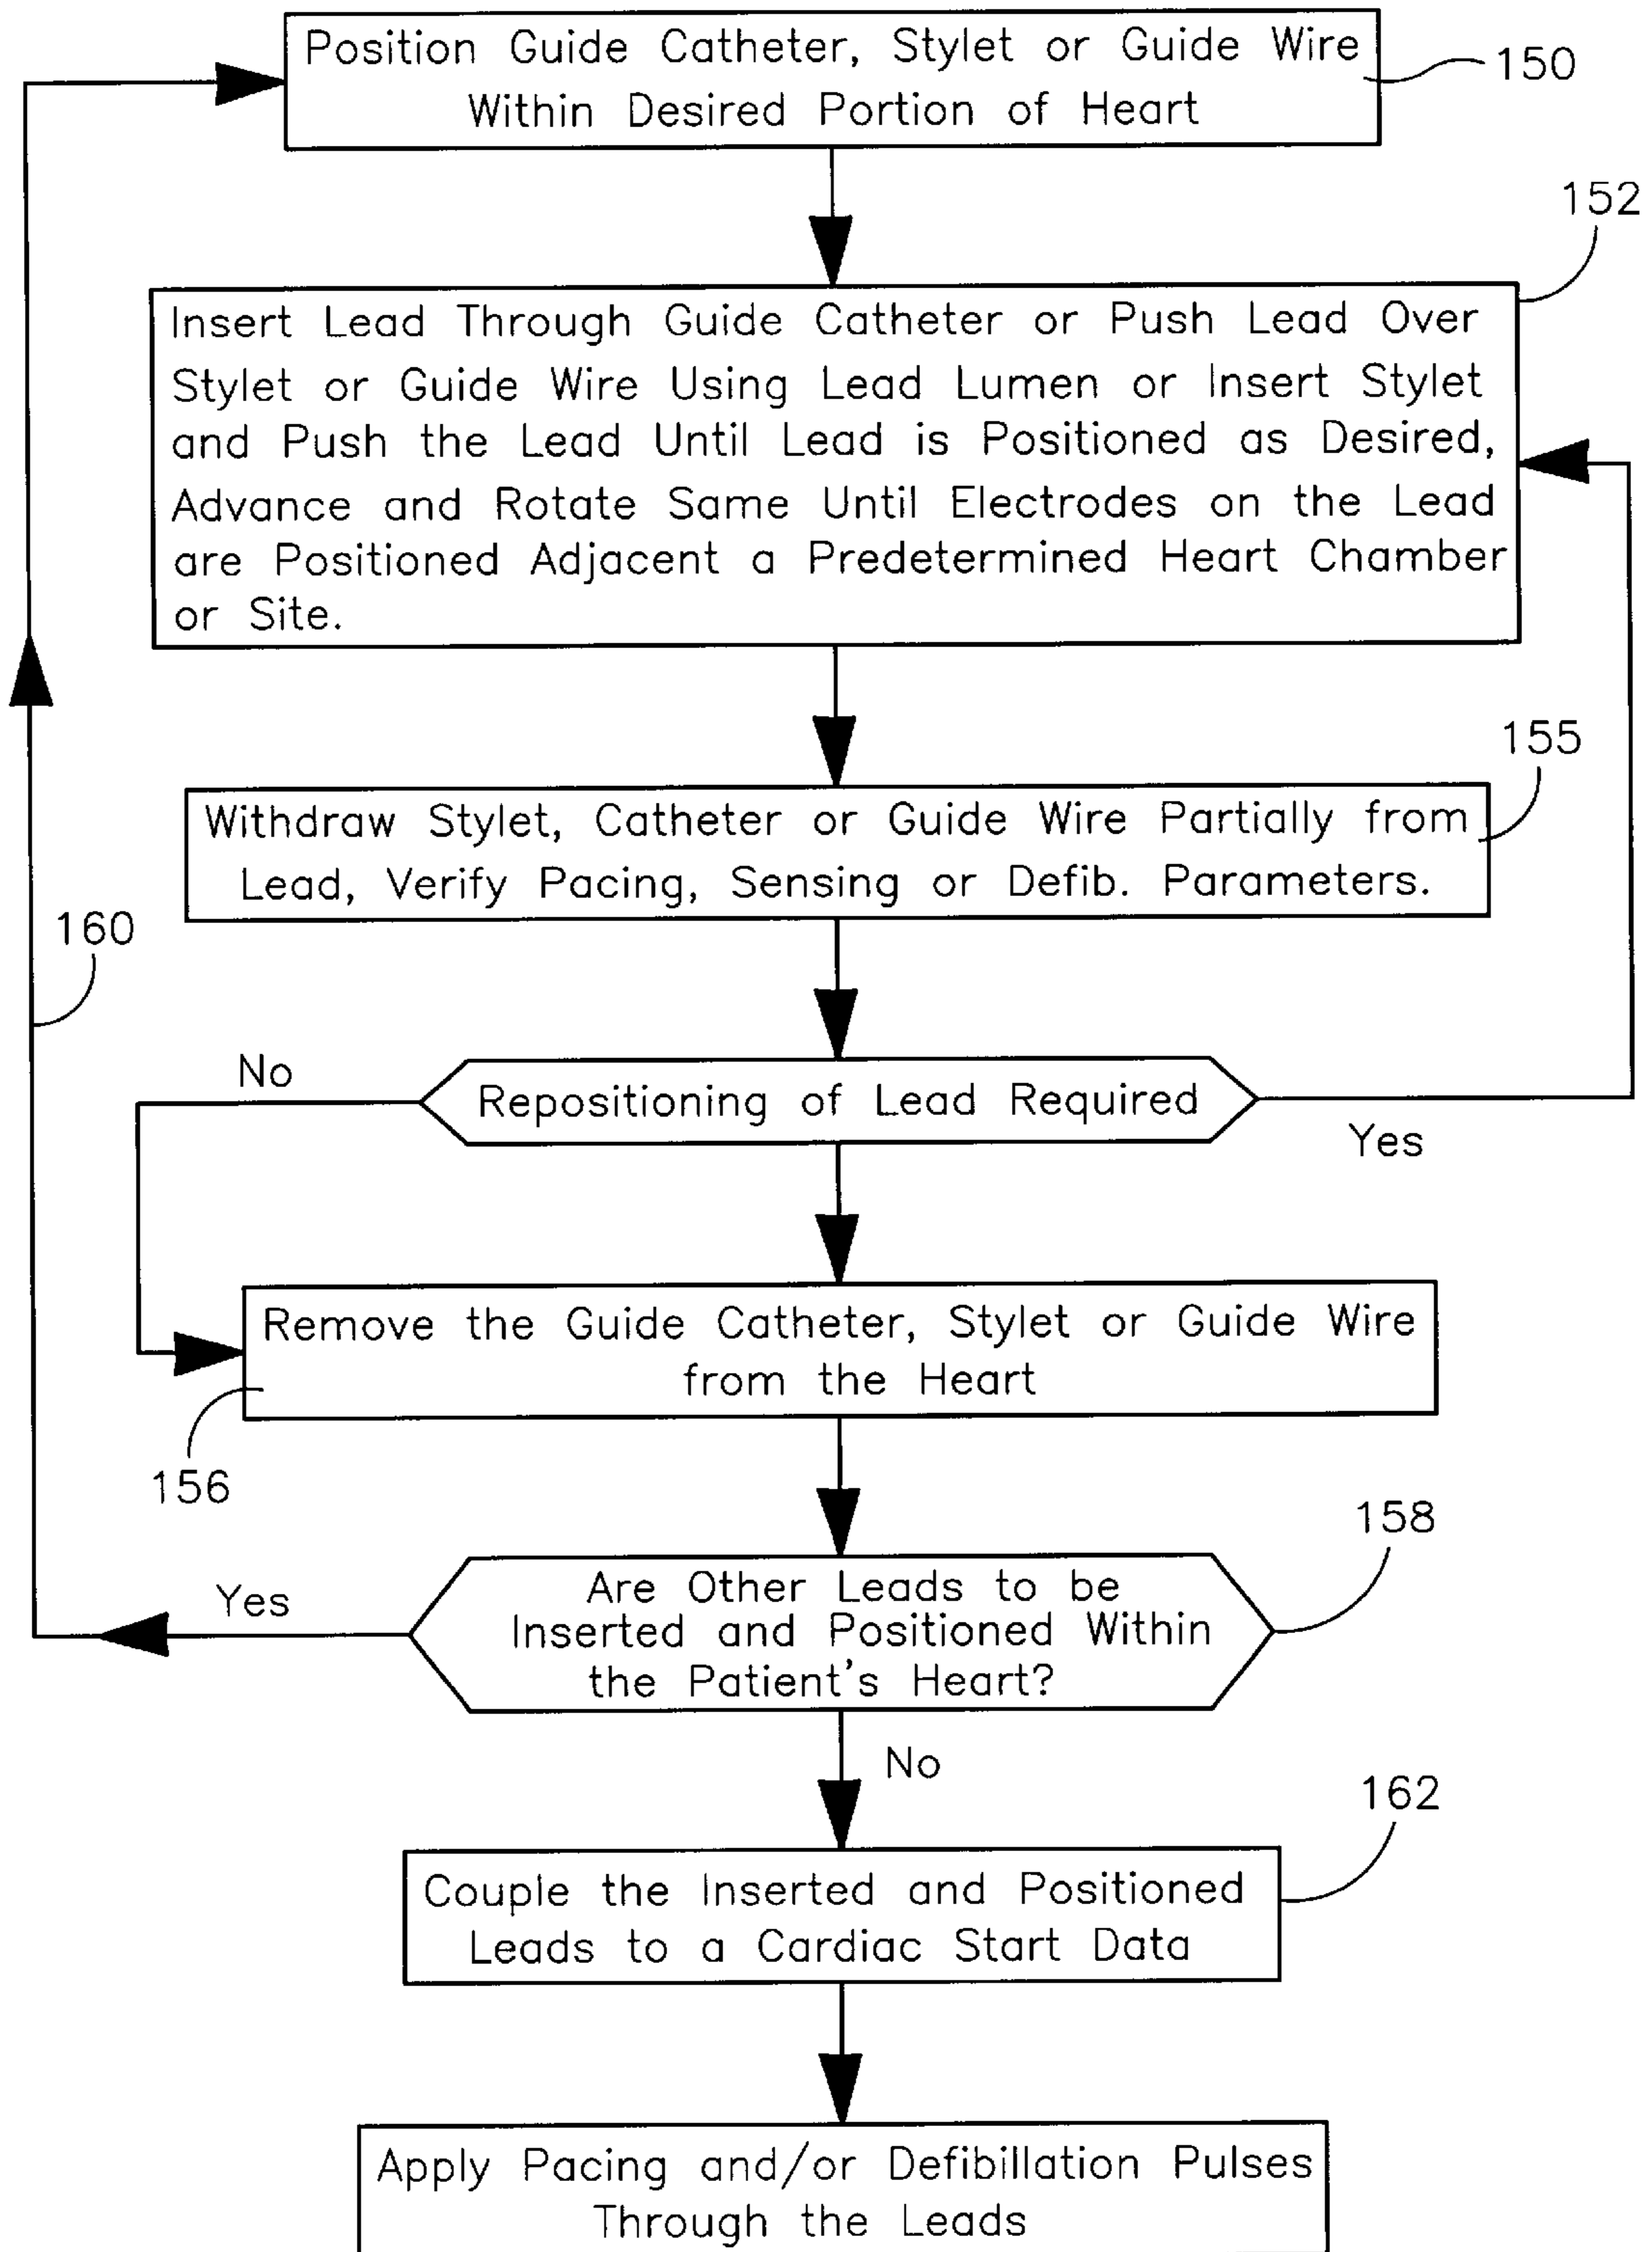 Position Guide Catheter, Stylet or Guide Wire
Within Desired Portion of Heart
150
152
Insert Lead Through Guide Catheter or Push Lead Over
Stylet or Guide Wire Using Lead Lumen or Insert Stylet
and Push the Lead Until Lead is Positioned as Desired,
Advance and Rotate Same Until Electrodes on the Lead
are Positioned Adjacent a Predetermined Heart Chamber
or Site.
155
Withdraw Stylet, Catheter or Guide Wire Partially from
Lead, Verify Pacing, Sensing or Defib. Parameters.
160
No
Repositioning of Lead Required
Yes
Remove the Guide Catheter, Stylet or Guide Wire
from the Heart
156
158
Yes
Are Other Leads to be
Inserted and Positioned Within
the Patient's Heart?
No
162
Couple the Inserted and Positioned
Leads to a Cardiac Start Data
Apply Pacing and/or Defibillation Pulses
Through the Leads